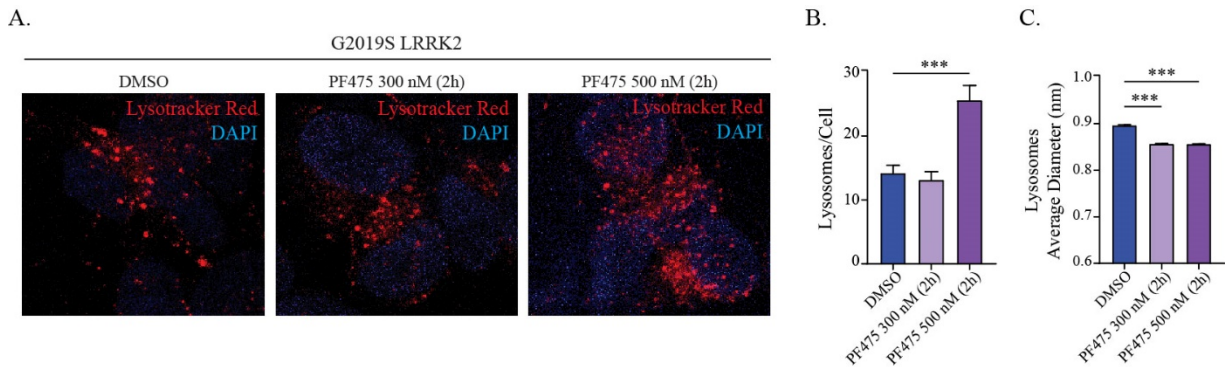 A.
G2019S LRRK2
DMSO
PF475 300 nM (2h)
PF475 500 nM (2h)
Lysotracker Red
DAPI
Lysotracker Red
DAPI
Lysotracker Red
DAPI
B.
Lysosomes/Cell
30
20
10
0
***
DMSO
PF475 300 nM (2h)
PF475 500 nM (2h)
C.
Lysosomes
Average Diameter (nm)
1.0
0.9
0.8
0.7
0.6
***
***
DMSO
PF475 300 nM (2h)
PF475 500 nM (2h)